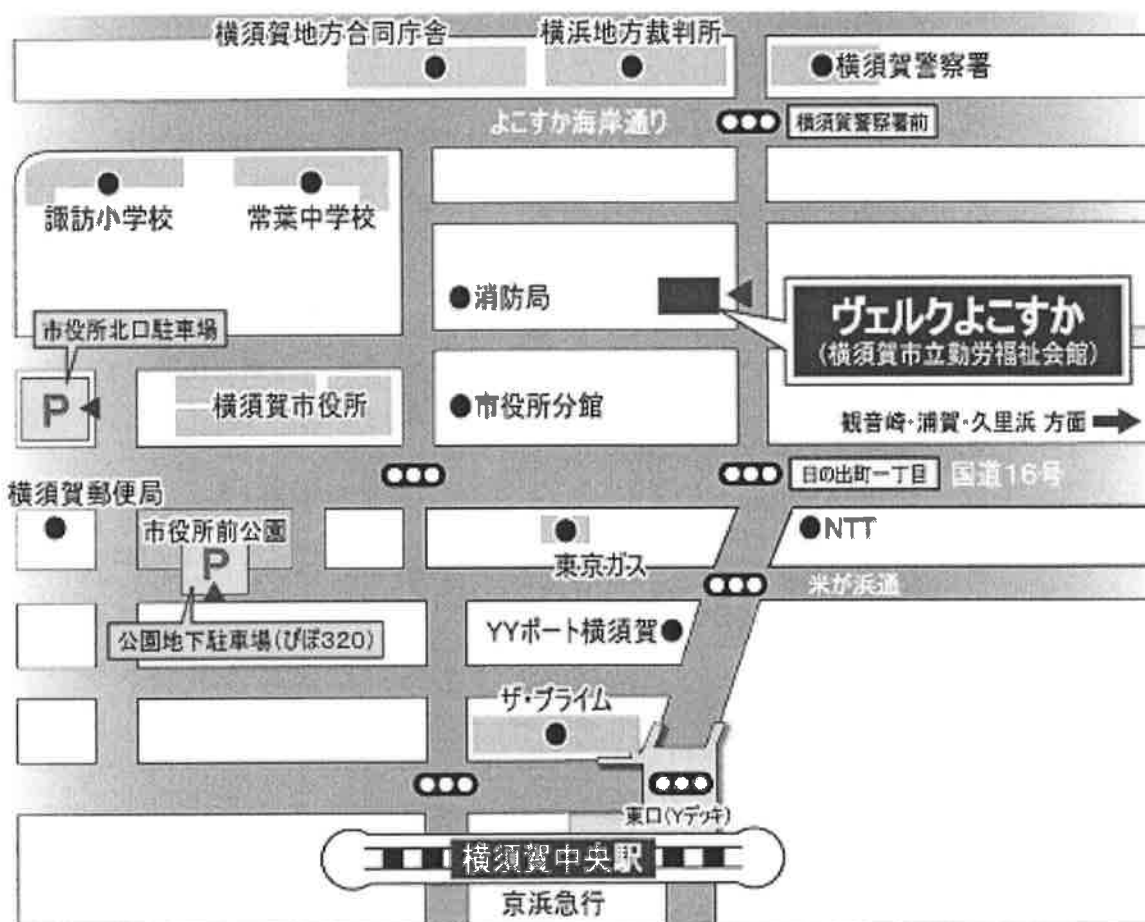 横須賀地方合同庁舎
横浜地方裁判所
横須賀警察署
よこすか海岸通り
横須賀警察署前
諏訪小学校
常葉中学校
消防局
ヴェルクよこすか
(横須賀市立勤労福祉会館)
市役所北口駐車場
P
横須賀市役所
市役所分館
観音崎・浦賀・久里浜 方面
日の出町一丁目
国道16号
横須賀郵便局
市役所前公園
P
東京ガス
NTT
米が浜通
公園地下駐車場(ぴぽ320)
YYポート横須賀
ザ・プライム
東口(Yデッキ)
横須賀中央駅
京浜急行